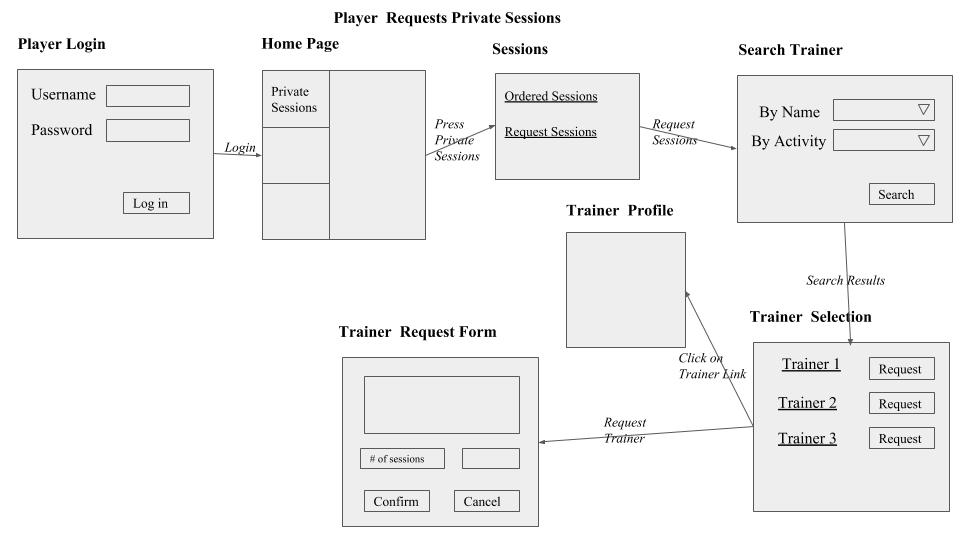 Player Requests Private Sessions
Player Login
Username
Password
Log in
Login
Home Page
Private
Sessions
Press
Private
Sessions
Sessions
Ordered Sessions
Request Sessions
Request
Sessions
Search Trainer
By Name
By Activity
Search
Search Results
Trainer Selection
Trainer 1
Request
Trainer 2
Request
Trainer 3
Request
Click on
Trainer Link
Trainer Profile
Request
Trainer
Trainer Request Form
# of sessions
Confirm
Cancel